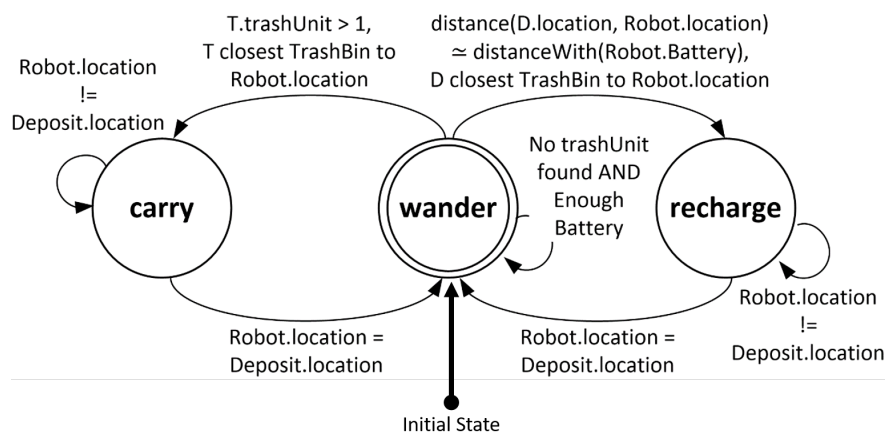 T.trashUnit > 1,
T closest TrashBin to
Robot.location
distance(D.location, Robot.location)
≃ distanceWith(Robot.Battery),
D closest TrashBin to Robot.location
Robot.location
!=
Deposit.location
No trashUnit
found AND
Enough
Battery
carry
wander
recharge
Robot.location
!=
Deposit.location
Robot.location =
Deposit.location
Robot.location =
Deposit.location
Initial State